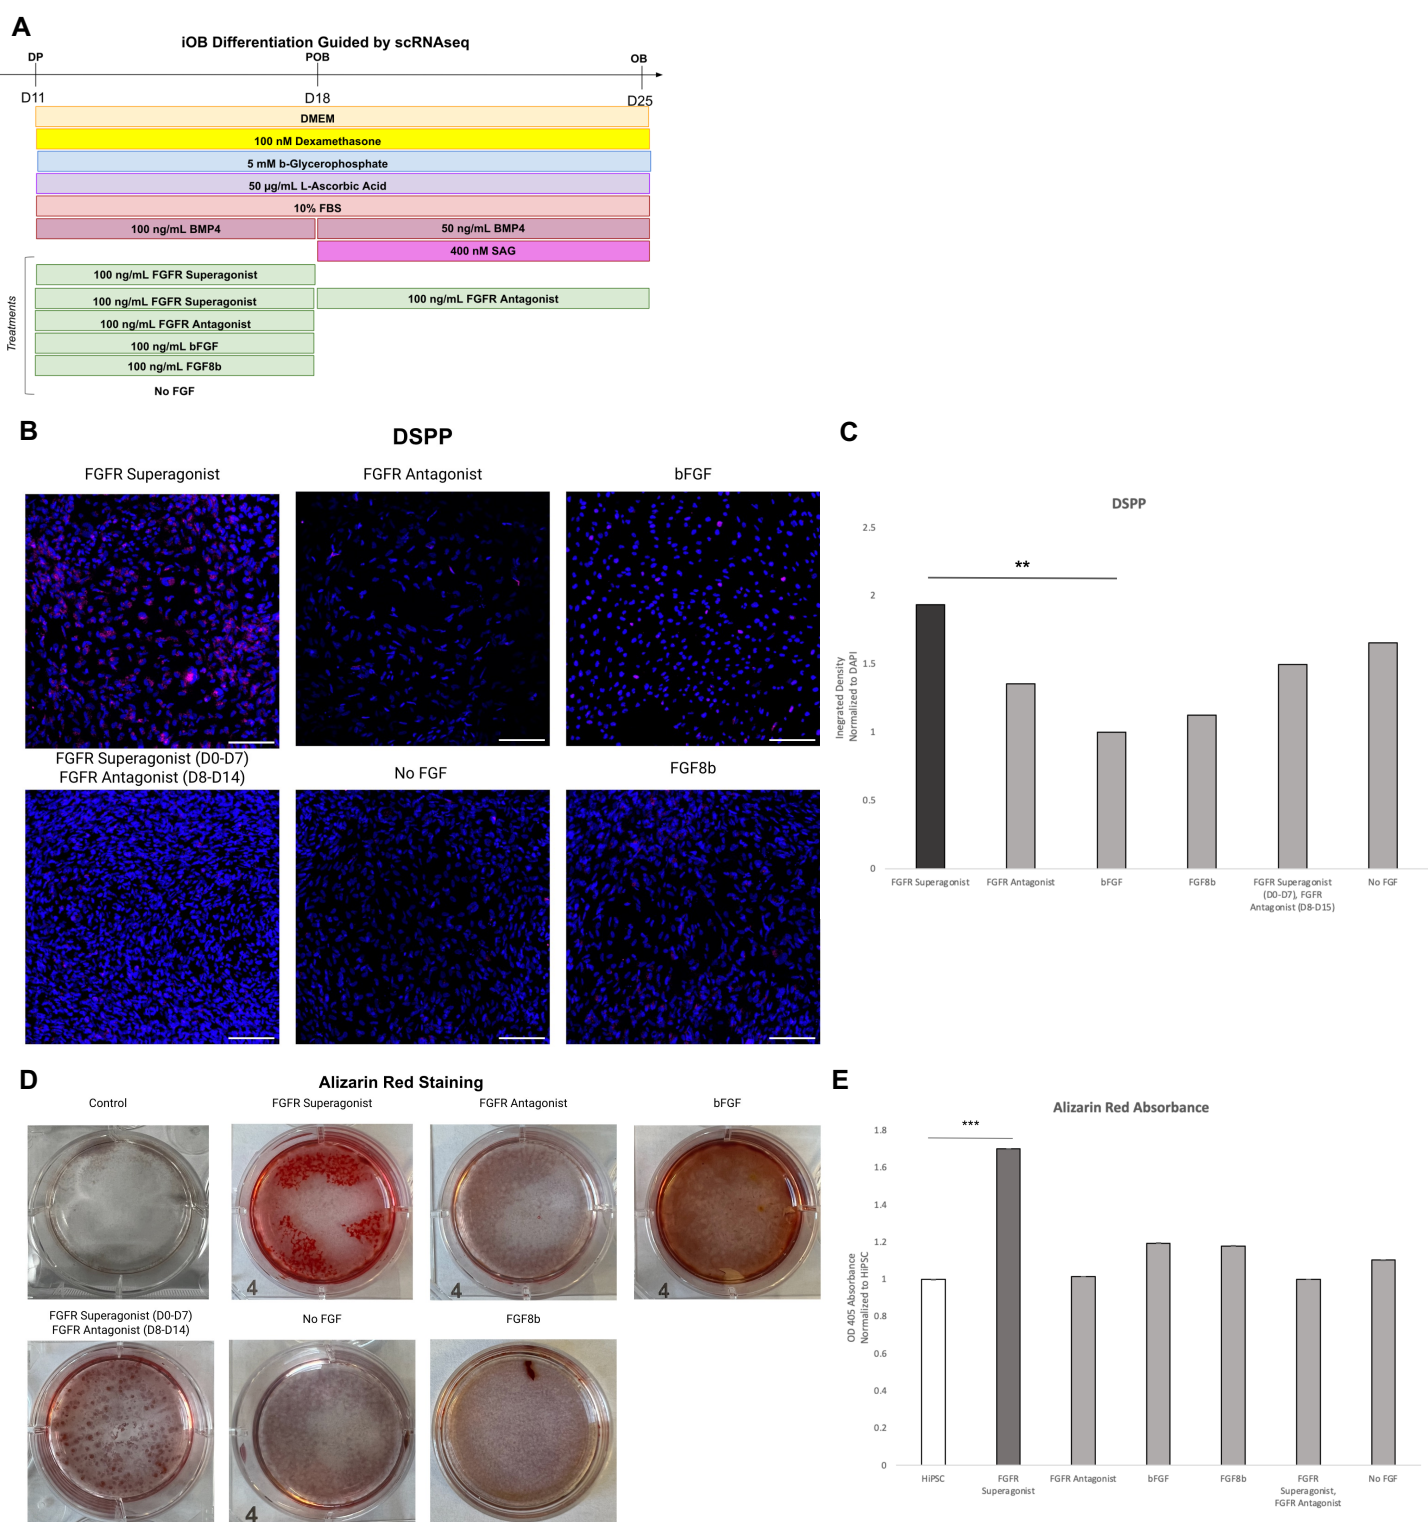 A
iOB Differentiation Guided by scRNAseq
DP
POB
OB
D11
D18
D25
DMEM
100 nM Dexamethasone
5 mM b-Glycerophosphate
50 µg/mL L-Ascorbic Acid
10% FBS
100 ng/mL BMP4
50 ng/mL BMP4
400 nM SAG
Treatments
100 ng/mL FGFR Superagonist
100 ng/mL FGFR Superagonist
100 ng/mL FGFR Antagonist
100 ng/mL FGFR Antagonist
100 ng/mL bFGF
100 ng/mL FGF8b
No FGF
B
DSPP
FGFR Superagonist
FGFR Antagonist
bFGF
FGFR Superagonist (D0-D7)
FGFR Antagonist (D8-D14)
No FGF
FGF8b
C
DSPP
**
Inegrated Density
Normalized to DAPI
2.5
2
1.5
1
0.5
0
FGFR Superagonist
FGFR Antagonist
bFGF
FGF8b
FGFR Superagonist
(D0-D7), FGFR
Antagonist (D8-D15)
No FGF
D
Alizarin Red Staining
Control
FGFR Superagonist
FGFR Antagonist
bFGF
4
4
4
FGFR Superagonist (D0-D7)
FGFR Antagonist (D8-D14)
No FGF
FGF8b
4
E
Alizarin Red Absorbance
***
OD 405 Absorbance
Normalized to HiPSC
1.8
1.6
1.4
1.2
1
0.8
0.6
0.4
0.2
0
HiPSC
FGFR
Superagonist
FGFR Antagonist
bFGF
FGF8b
FGFR
Superagonist,
FGFR Antagonist
No FGF